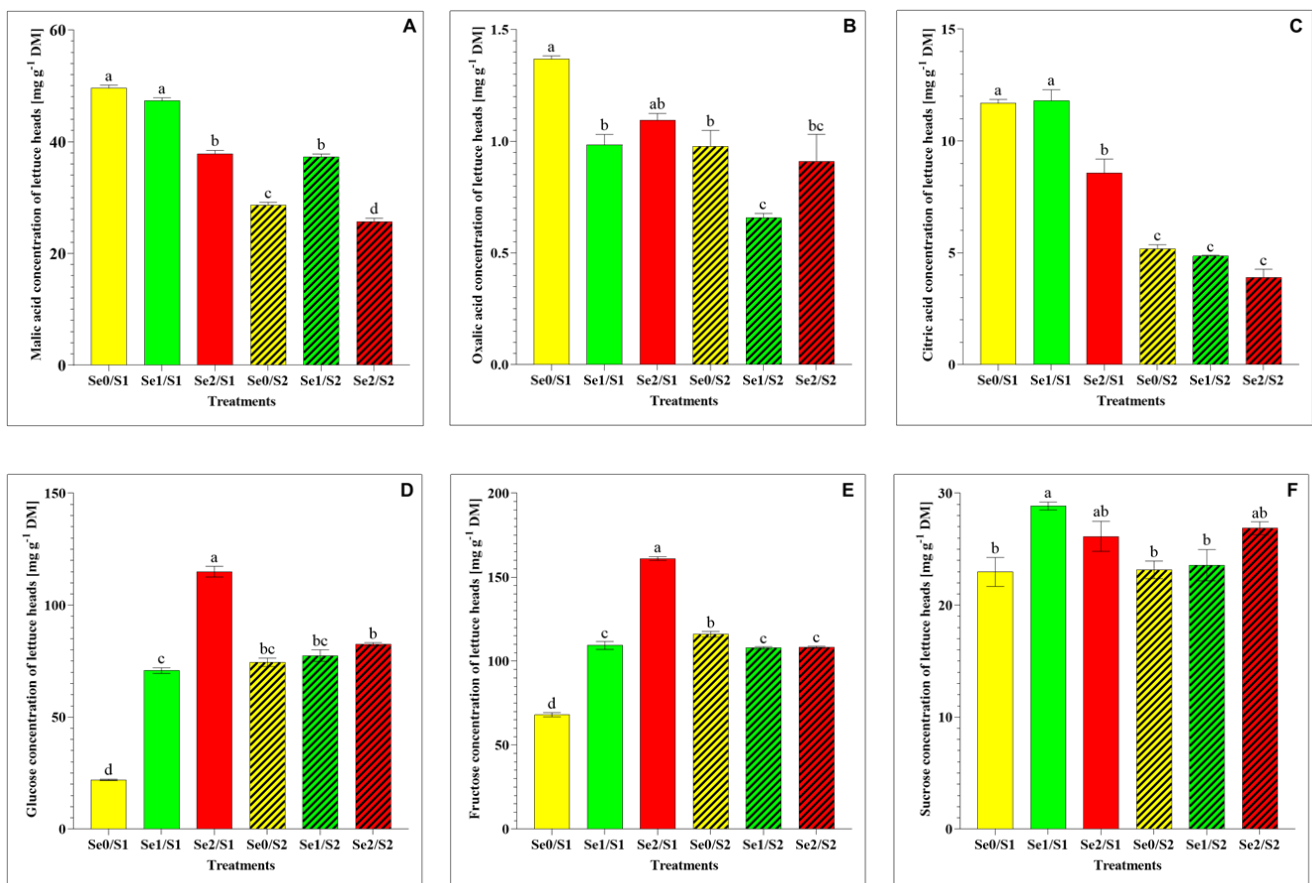 A
Malic acid concentration of lettuce heads [mg g⁻¹ DM]
60
40
20
0
a
a
b
c
b
d
Se0/S1 Se1/S1 Se2/S1 Se0/S2 Se1/S2 Se2/S2
Treatments
B
Oxalic acid concentration of lettuce heads [mg g⁻¹ DM]
1.5
1.0
0.5
0.0
a
b
ab
b
c
bc
Se0/S1 Se1/S1 Se2/S1 Se0/S2 Se1/S2 Se2/S2
Treatments
C
Citric acid concentration of lettuce heads [mg g⁻¹ DM]
15
10
5
0
a
a
b
c
c
c
Se0/S1 Se1/S1 Se2/S1 Se0/S2 Se1/S2 Se2/S2
Treatments
D
Glucose concentration of lettuce heads [mg g⁻¹ DM]
150
100
50
0
d
c
a
bc
bc
b
Se0/S1 Se1/S1 Se2/S1 Se0/S2 Se1/S2 Se2/S2
Treatments
E
Fructose concentration of lettuce heads [mg g⁻¹ DM]
200
150
100
50
0
d
c
a
b
c
c
Se0/S1 Se1/S1 Se2/S1 Se0/S2 Se1/S2 Se2/S2
Treatments
F
Sucrose concentration of lettuce heads [mg g⁻¹ DM]
30
20
10
0
b
a
ab
b
b
ab
Se0/S1 Se1/S1 Se2/S1 Se0/S2 Se1/S2 Se2/S2
Treatments